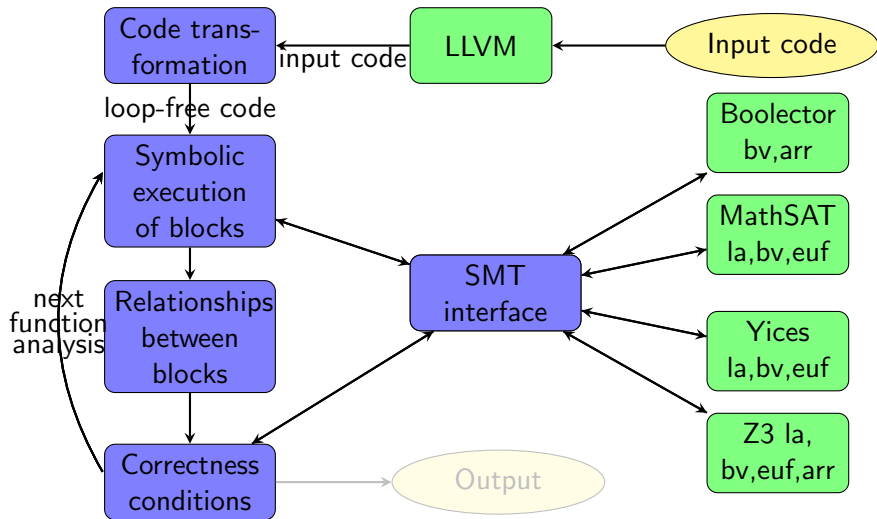 Code trans-
formation
input code
LLVM
Input code
loop-free code
Symbolic
execution
of blocks
Relationships
between
blocks
next
function
analysis
Correctness
conditions
Output
SMT
interface
Boolector
bv,arr
MathSAT
la,bv,euf
Yices
la,bv,euf
Z3 la,
bv,euf,arr